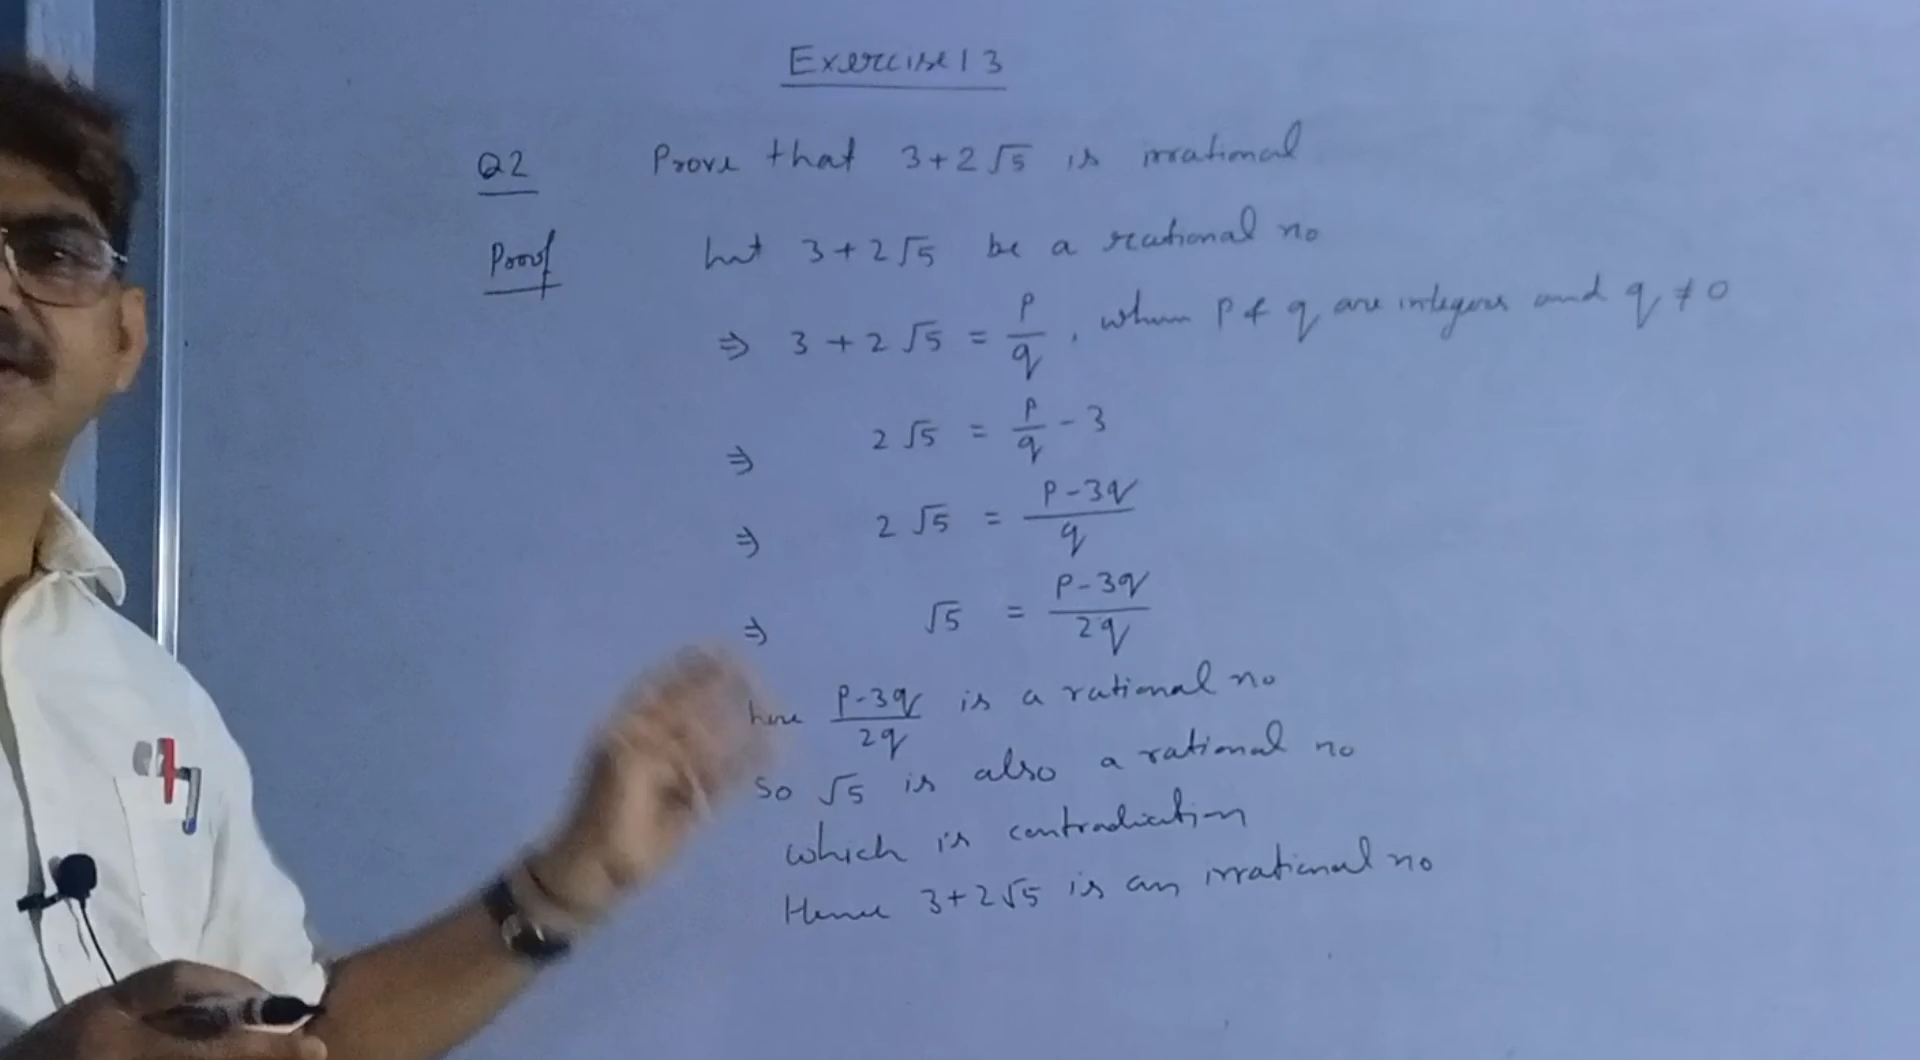 Exercise 1 3
Q2 Prove that 3+2√5 is irrational
Proof Let 3+2√5 be a rational no
⇒ 3+2√5 = p/q, where p & q are integers and q ≠ 0
⇒ 2√5 = p/q - 3
⇒ 2√5 = (p-3q)/q
⇒ √5 = (p-3q)/2q
here (p-3q)/2q is a rational no
So √5 is also a rational no
which is contradiction
Hence 3+2√5 is an irrational no